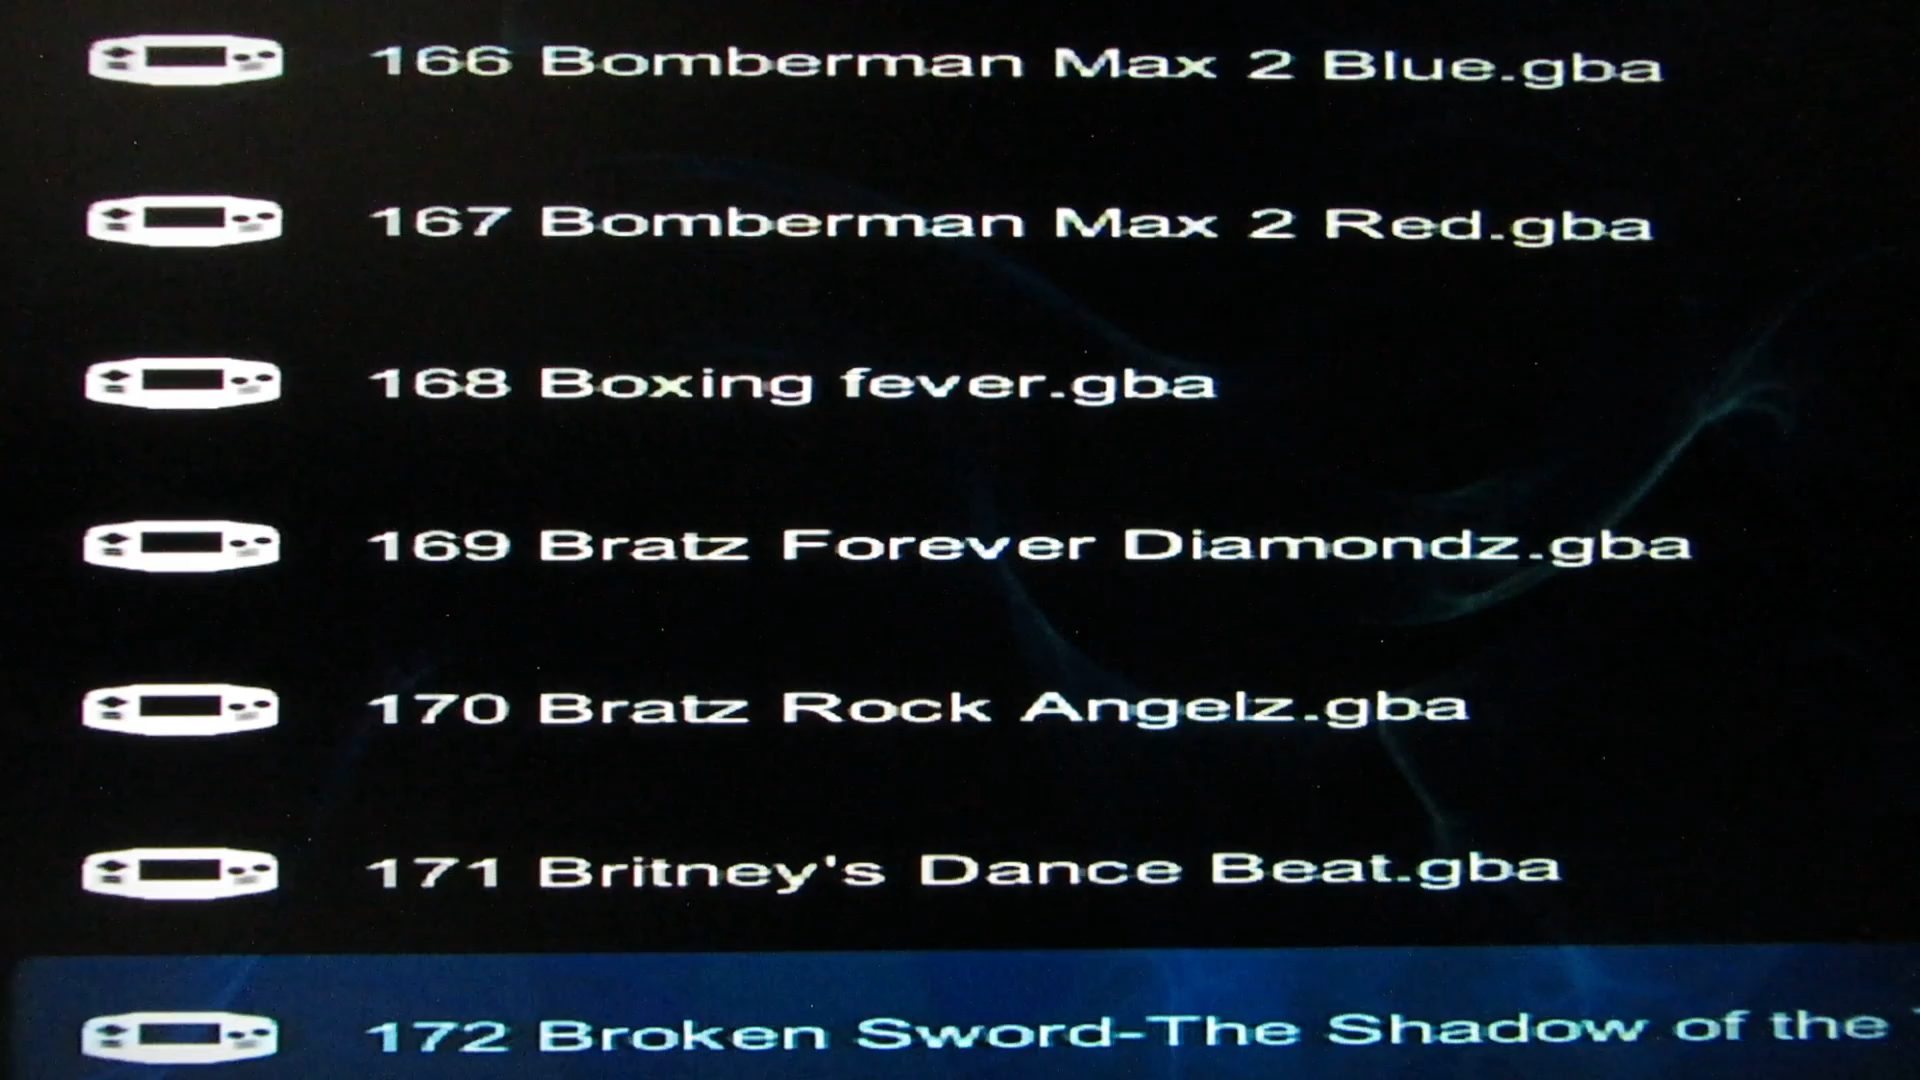 166 Bomberman Max 2 Blue.gba
167 Bomberman Max 2 Red.gba
168 Boxing fever.gba
169 Bratz Forever Diamondz.gba
170 Bratz Rock Angelz.gba
171 Britney's Dance Beat.gba
172 Broken Sword-The Shadow of the